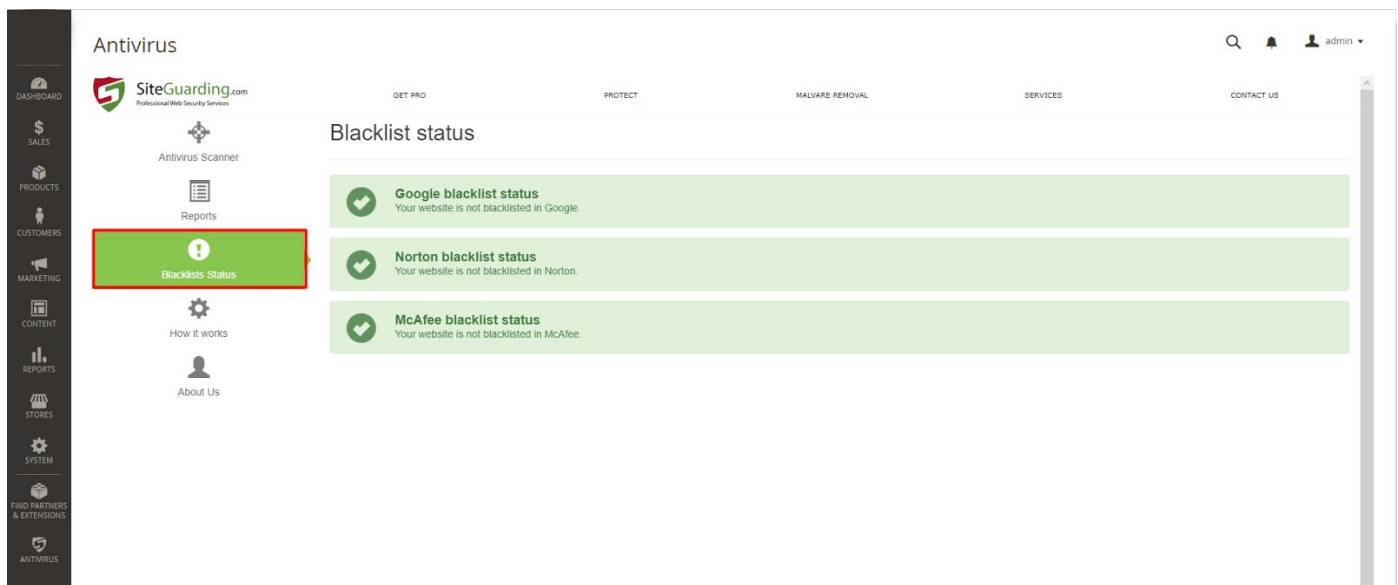 Antivirus
admin
DASHBOARD
SALES
PRODUCTS
CUSTOMERS
MARKETING
CONTENT
REPORTS
STORES
SYSTEM
FIND PARTNERS
& EXTENSIONS
ANTIVIRUS
SiteGuarding.com
Professional Web Security Services
GET PRO
PROTECT
MALVARE REMOVAL
SERVICES
CONTACT US
Antivirus Scanner
Reports
Blacklists Status
How it works
About Us
Blacklist status
Google blacklist status
Your website is not blacklisted in Google.
Norton blacklist status
Your website is not blacklisted in Norton.
McAfee blacklist status
Your website is not blacklisted in McAfee.